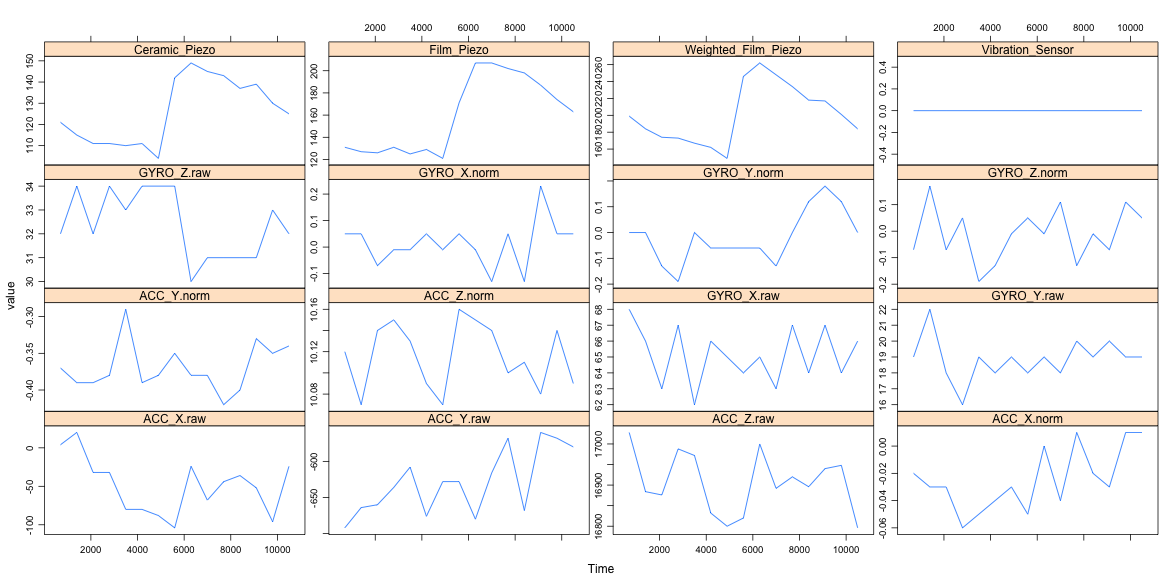 2000 4000 6000 8000 10000 2000 4000 6000 8000 10000
Ceramic_Piezo Film_Piezo Weighted_Film_Piezo Vibration_Sensor
150 140 130 120 110
200 180 160 140 120
260 240 220 200 180 160
0.4 0.2 0.0 -0.2 -0.4
GYRO_Z.raw GYRO_X.norm GYRO_Y.norm GYRO_Z.norm
34 33 32 31 30
0.2 0.1 0.0 -0.1
0.1 0.0 -0.1 -0.2
0.1 0.0 -0.1 -0.2
value
ACC_Y.norm ACC_Z.norm GYRO_X.raw GYRO_Y.raw
-0.30 -0.35 -0.40
10.16 10.12 10.08
68 67 66 65 64 63 62
22 21 20 19 18 17 16
ACC_X.raw ACC_Y.raw ACC_Z.raw ACC_X.norm
0 -50 -100
-600 -650
17000 16900 16800
0.00 -0.02 -0.04 -0.06
2000 4000 6000 8000 10000 2000 4000 6000 8000 10000
Time